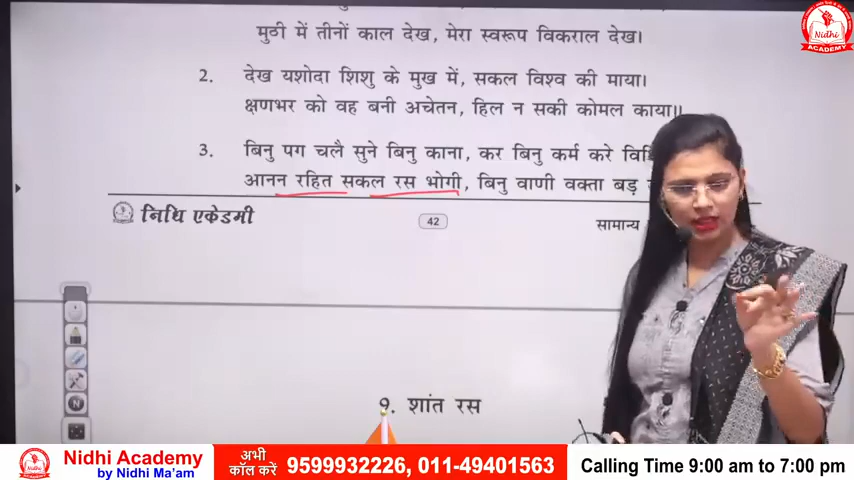 मुठी में तीनों काल देख, मेरा स्वरूप विकराल देख।
2. देख यशोदा शिशु के मुख में, सकल विश्व की माया।
क्षणभर को वह बनी अचेतन, हिल न सकी कोमल काया॥
3. बिनु पग चलै सुने बिनु काना, कर बिनु कर्म करे
आनन रहित सकल रस भोगी, बिनु वाणी वक्ता बड़
निधि एकेडमी
42
सामान्य
9. शांत रस
Nidhi
ACADEMY
Nidhi Academy
by Nidhi Ma'am
अभी
कॉल करें
9599932226, 011-49401563
Calling Time 9:00 am to 7:00 pm